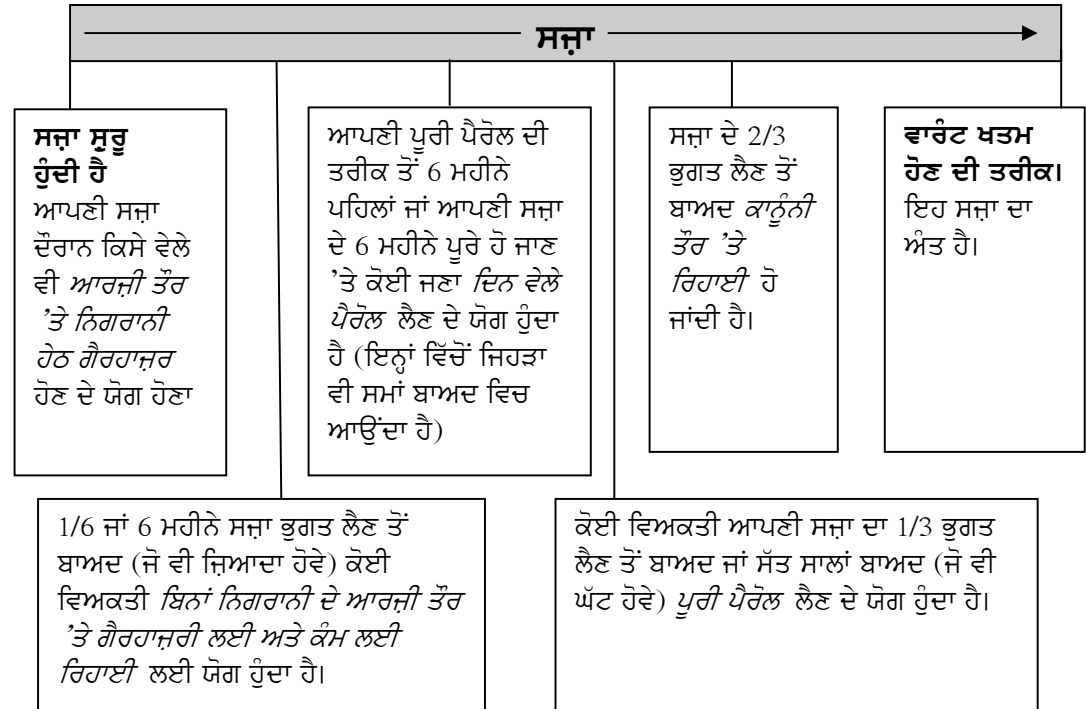 ਸਜ਼ਾ
ਸਜ਼ਾ ਸ਼ੁਰੂ
ਹੁੰਦੀ ਹੈ
ਆਪਣੀ ਸਜ਼ਾ
ਦੌਰਾਨ ਕਿਸੇ ਵੇਲੇ
ਵੀ ਆਰਜ਼ੀ ਤੌਰ
’ਤੇ ਨਿਗਰਾਨੀ
ਹੇਠ ਗੈਰਹਾਜ਼ਰ
ਹੋਣ ਦੇ ਯੋਗ ਹੋਣਾ
ਆਪਣੀ ਪੂਰੀ ਪੈਰੋਲ ਦੀ
ਤਰੀਕ ਤੋਂ 6 ਮਹੀਨੇ
ਪਹਿਲਾਂ ਜਾਂ ਆਪਣੀ ਸਜ਼ਾ
ਦੇ 6 ਮਹੀਨੇ ਪੂਰੇ ਹੋ ਜਾਣ
’ਤੇ ਕੋਈ ਜਣਾ ਦਿਨ ਵੇਲੇ
ਪੈਰੋਲ ਲੈਣ ਦੇ ਯੋਗ ਹੁੰਦਾ
ਹੈ (ਇਨ੍ਹਾਂ ਵਿੱਚੋਂ ਜਿਹੜਾ
ਵੀ ਸਮਾਂ ਬਾਅਦ ਵਿਚ
ਆਉਂਦਾ ਹੈ)
ਸਜ਼ਾ ਦੇ 2/3
ਭੁਗਤ ਲੈਣ ਤੋਂ
ਬਾਅਦ ਕਾਨੂੰਨੀ
ਤੌਰ ’ਤੇ
ਰਿਹਾਈ ਹੋ
ਜਾਂਦੀ ਹੈ।
ਵਾਰੰਟ ਖਤਮ
ਹੋਣ ਦੀ ਤਰੀਕ।
ਇਹ ਸਜ਼ਾ ਦਾ
ਅੰਤ ਹੈ।
1/6 ਜਾਂ 6 ਮਹੀਨੇ ਸਜ਼ਾ ਭੁਗਤ ਲੈਣ ਤੋਂ
ਬਾਅਦ (ਜੋ ਵੀ ਜ਼ਿਆਦਾ ਹੋਵੇ) ਕੋਈ
ਵਿਅਕਤੀ ਬਿਨਾਂ ਨਿਗਰਾਨੀ ਦੇ ਆਰਜ਼ੀ ਤੌਰ
’ਤੇ ਗੈਰਹਾਜ਼ਰੀ ਲਈ ਅਤੇ ਕੰਮ ਲਈ
ਰਿਹਾਈ ਲਈ ਯੋਗ ਹੁੰਦਾ ਹੈ।
ਕੋਈ ਵਿਅਕਤੀ ਆਪਣੀ ਸਜ਼ਾ ਦਾ 1/3 ਭੁਗਤ
ਲੈਣ ਤੋਂ ਬਾਅਦ ਜਾਂ ਸੱਤ ਸਾਲਾਂ ਬਾਅਦ (ਜੋ ਵੀ
ਘੱਟ ਹੋਵੇ) ਪੂਰੀ ਪੈਰੋਲ ਲੈਣ ਦੇ ਯੋਗ ਹੁੰਦਾ ਹੈ।